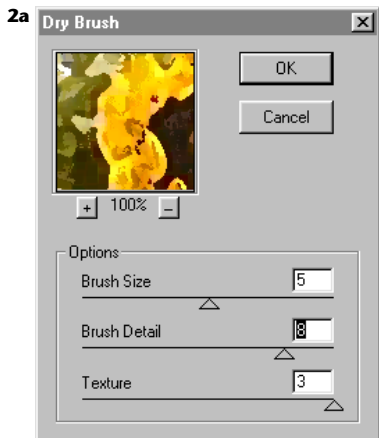 2a
Dry Brush
OK
Cancel
+ 100% –
Options
Brush Size 5
Brush Detail 8
Texture 3